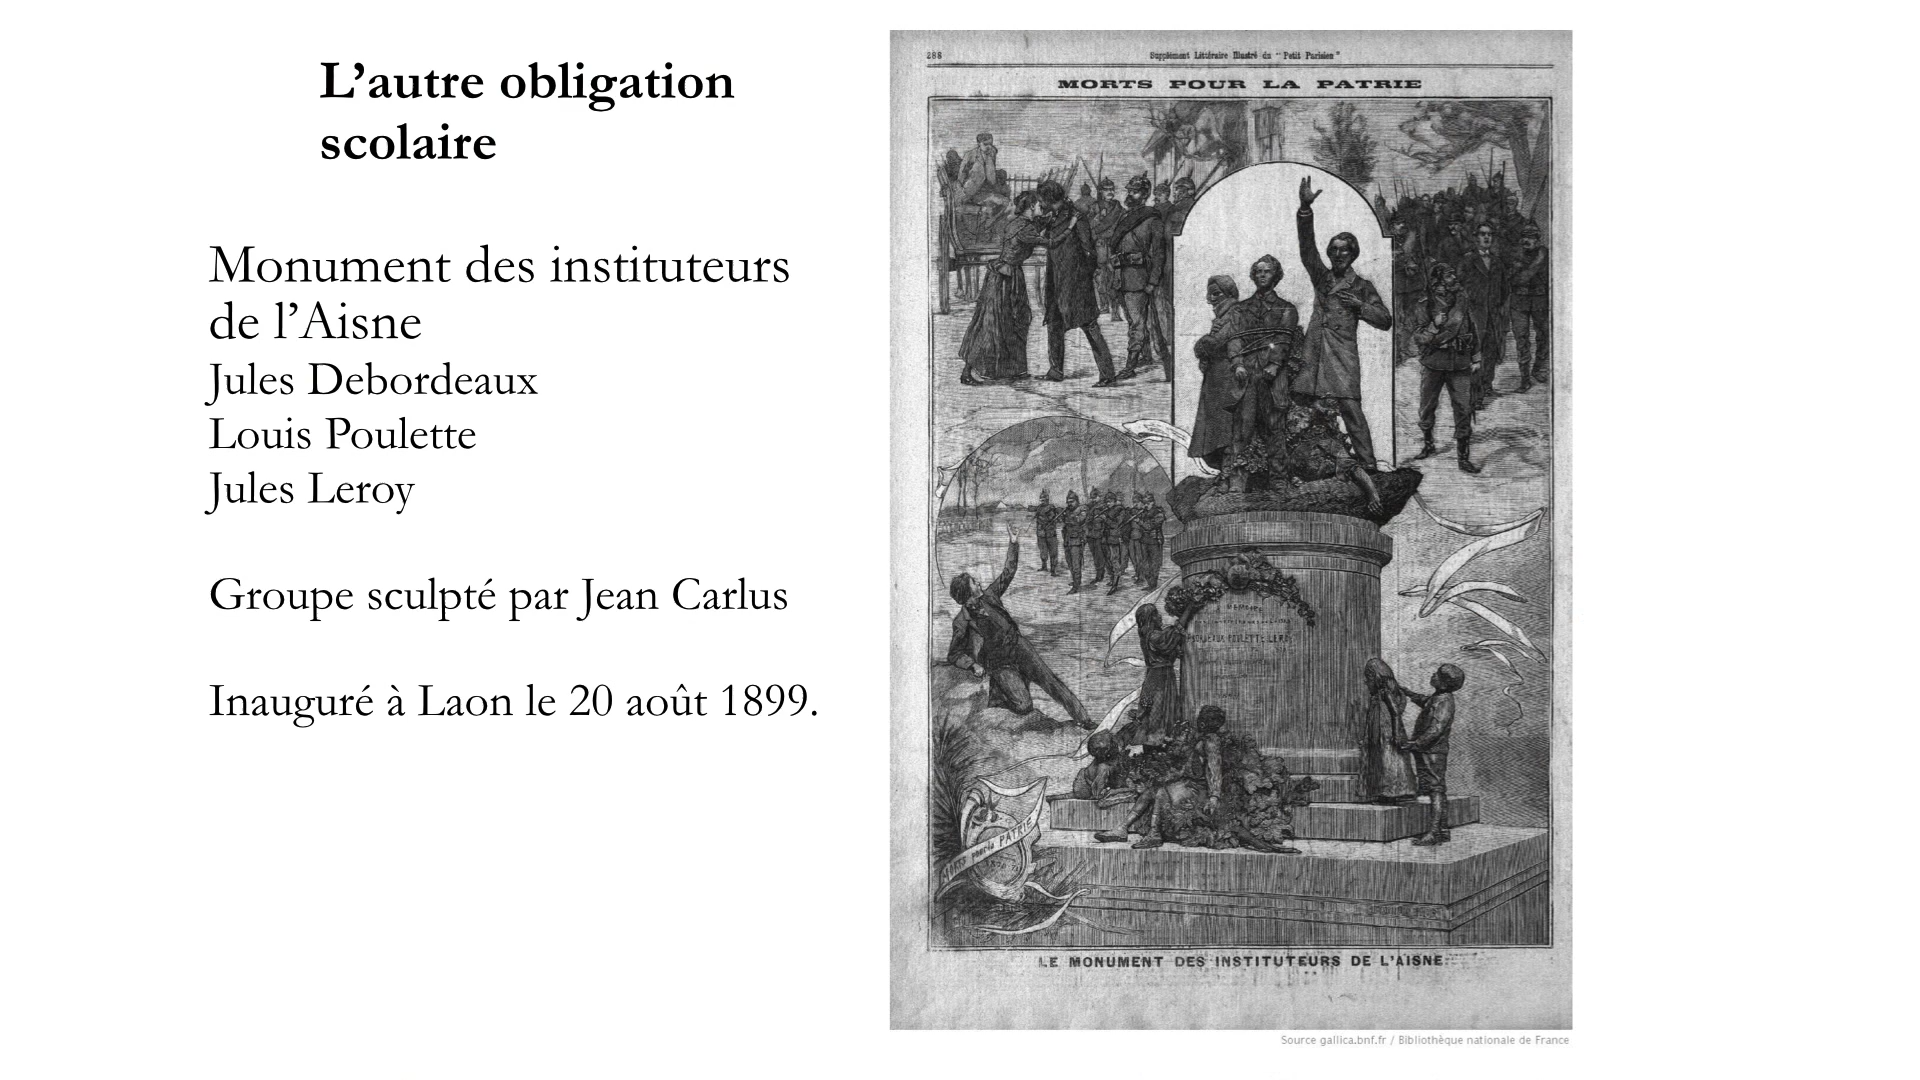 L’autre obligation
scolaire
Monument des instituteurs
de l’Aisne
Jules Debordeaux
Louis Poulette
Jules Leroy
Groupe sculpté par Jean Carlus
Inauguré à Laon le 20 août 1899.
288
Supplément Littéraire Illustré du "Petit Parisien"
MORTS POUR LA PATRIE
POULETTE
MORTS pour la PATRIE
LE MONUMENT DES INSTITUTEURS DE L'AISNE
Source gallica.bnf.fr / Bibliothèque nationale de France